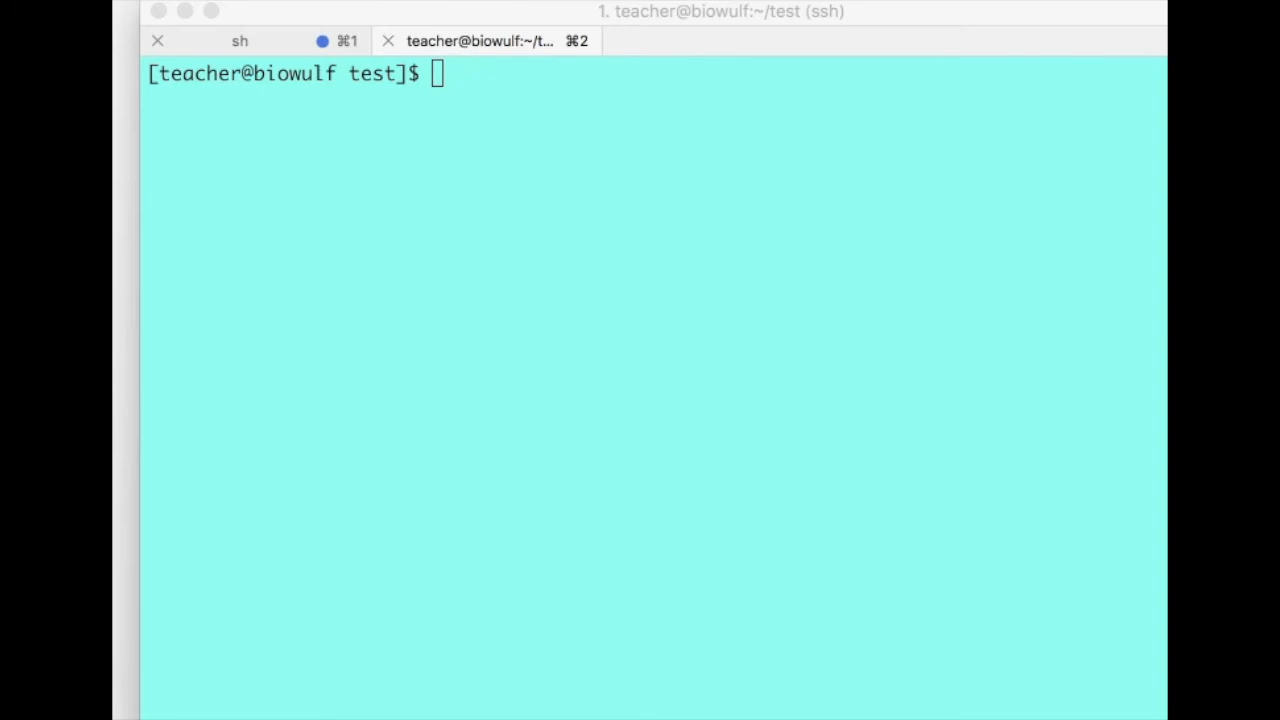 1. teacher@biowulf:~/test (ssh)
sh ⌘1 teacher@biowulf:~/t... ⌘2
[teacher@biowulf test]$